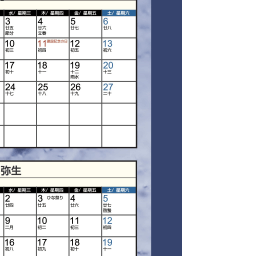 水/星期三 木/星期四 金/星期五 土/星期六
3 4 5 6
廿五 廿六 廿七 廿八
節分 立春
10 11 建国記念の日 12 13
初三 初四 初五 初六
17 18 19 20
初十 十一 十二 十三
雨水
24 25 26 27
十七 十八 十九 二十
弥生
水/星期三 木/星期四 金/星期五 土/星期六
2 3 ひな祭り 4 5
廿四 廿五 廿六 廿七
啓蟄
9 10 11 12
二月 初二 初三 初四
16 17 18 19
初八 初九 初十 十一